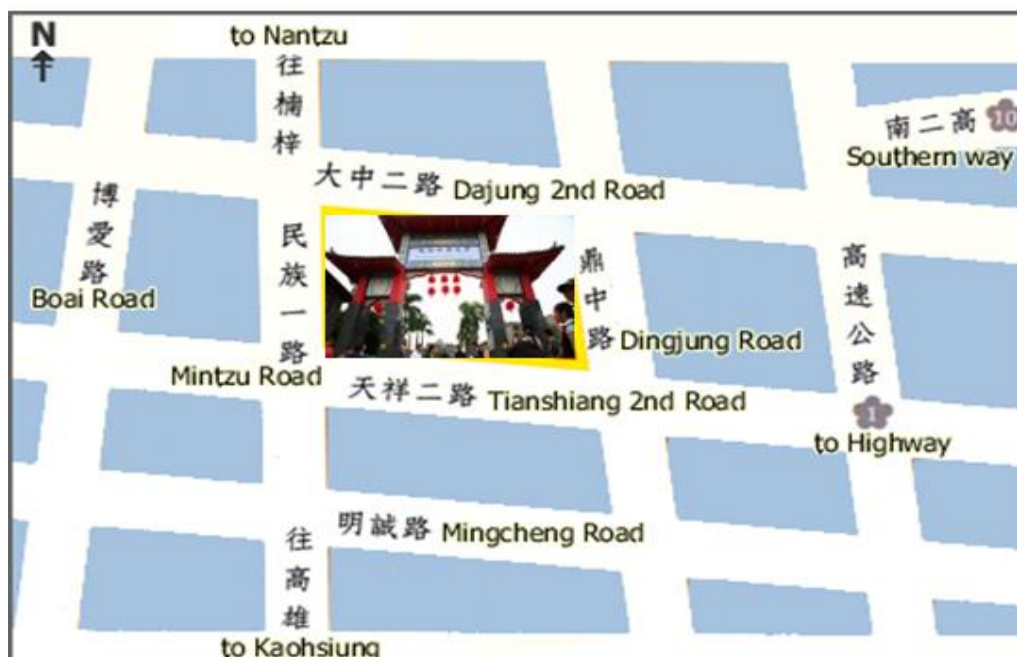 N
to Nantzu
往楠梓
南二高 10
Southern way
大中二路 Dajung 2nd Road
博愛路
Boai Road
民族一路
Mintzu Road
鼎中路
Dingjung Road
高速公路
1
to Highway
天祥二路 Tianshiang 2nd Road
明誠路 Mingcheng Road
往高雄
to Kaohsiung